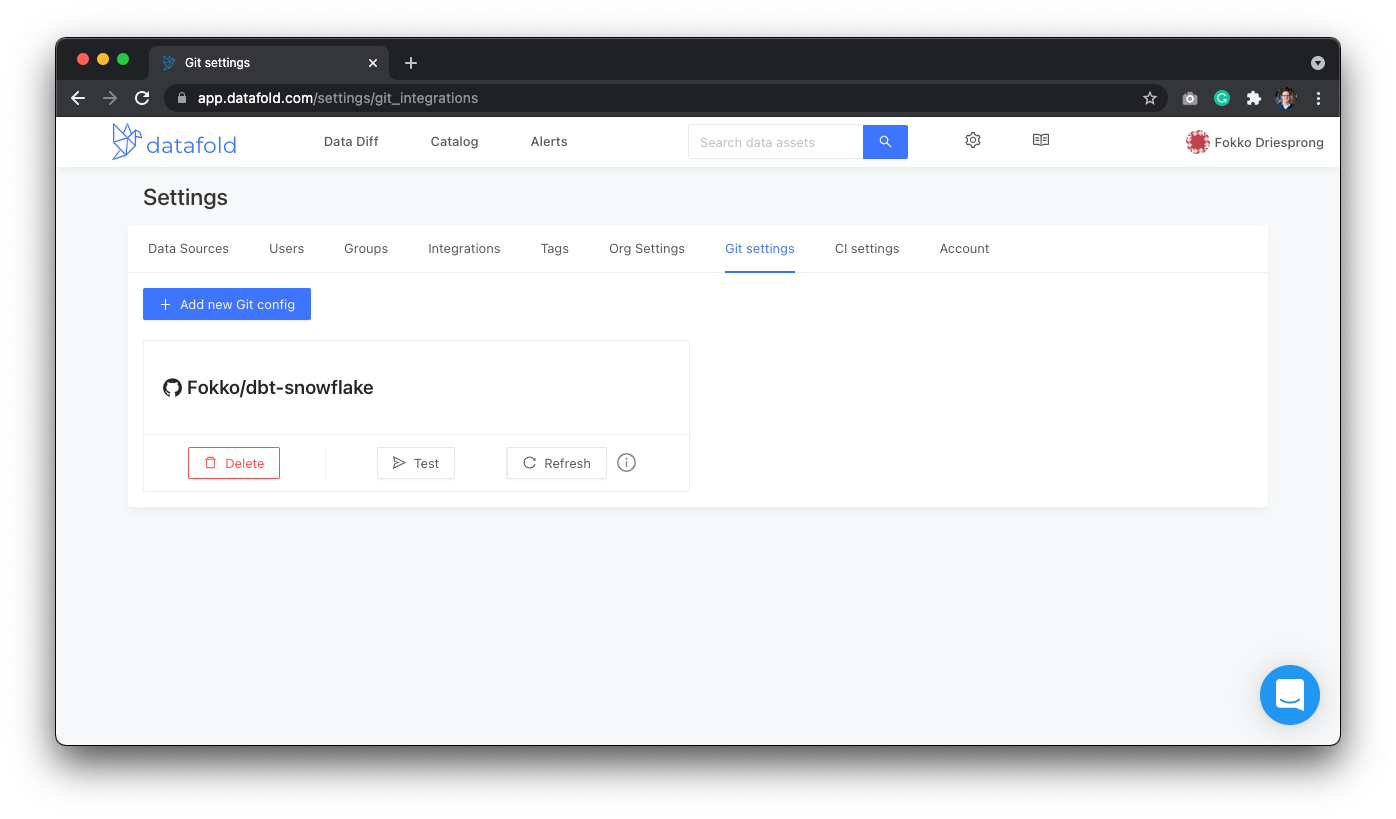 Git settings
app.datafold.com/settings/git_integrations
G
datafold
Data Diff
Catalog
Alerts
Search data assets
Fokko Driesprong
Settings
Data Sources
Users
Groups
Integrations
Tags
Org Settings
Git settings
CI settings
Account
Add new Git config
Fokko/dbt-snowflake
Delete
Test
Refresh